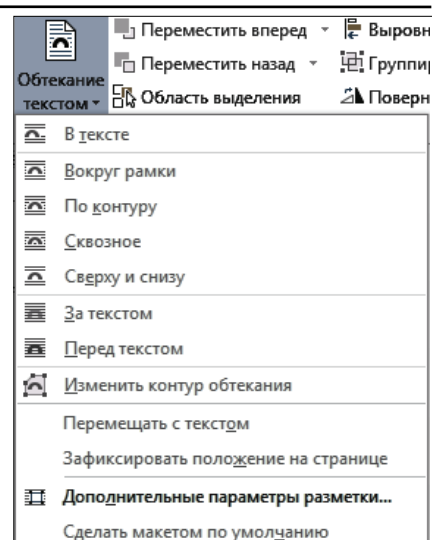 Переместить вперед
Выровн
Переместить назад
Группир
Обтекание
текстом
Область выделения
Поверн
В тексте
Вокруг рамки
По контуру
Сквозное
Сверху и снизу
За текстом
Перед текстом
Изменить контур обтекания
Перемещать с текстом
Зафиксировать положение на странице
Дополнительные параметры разметки...
Сделать макетом по умолчанию